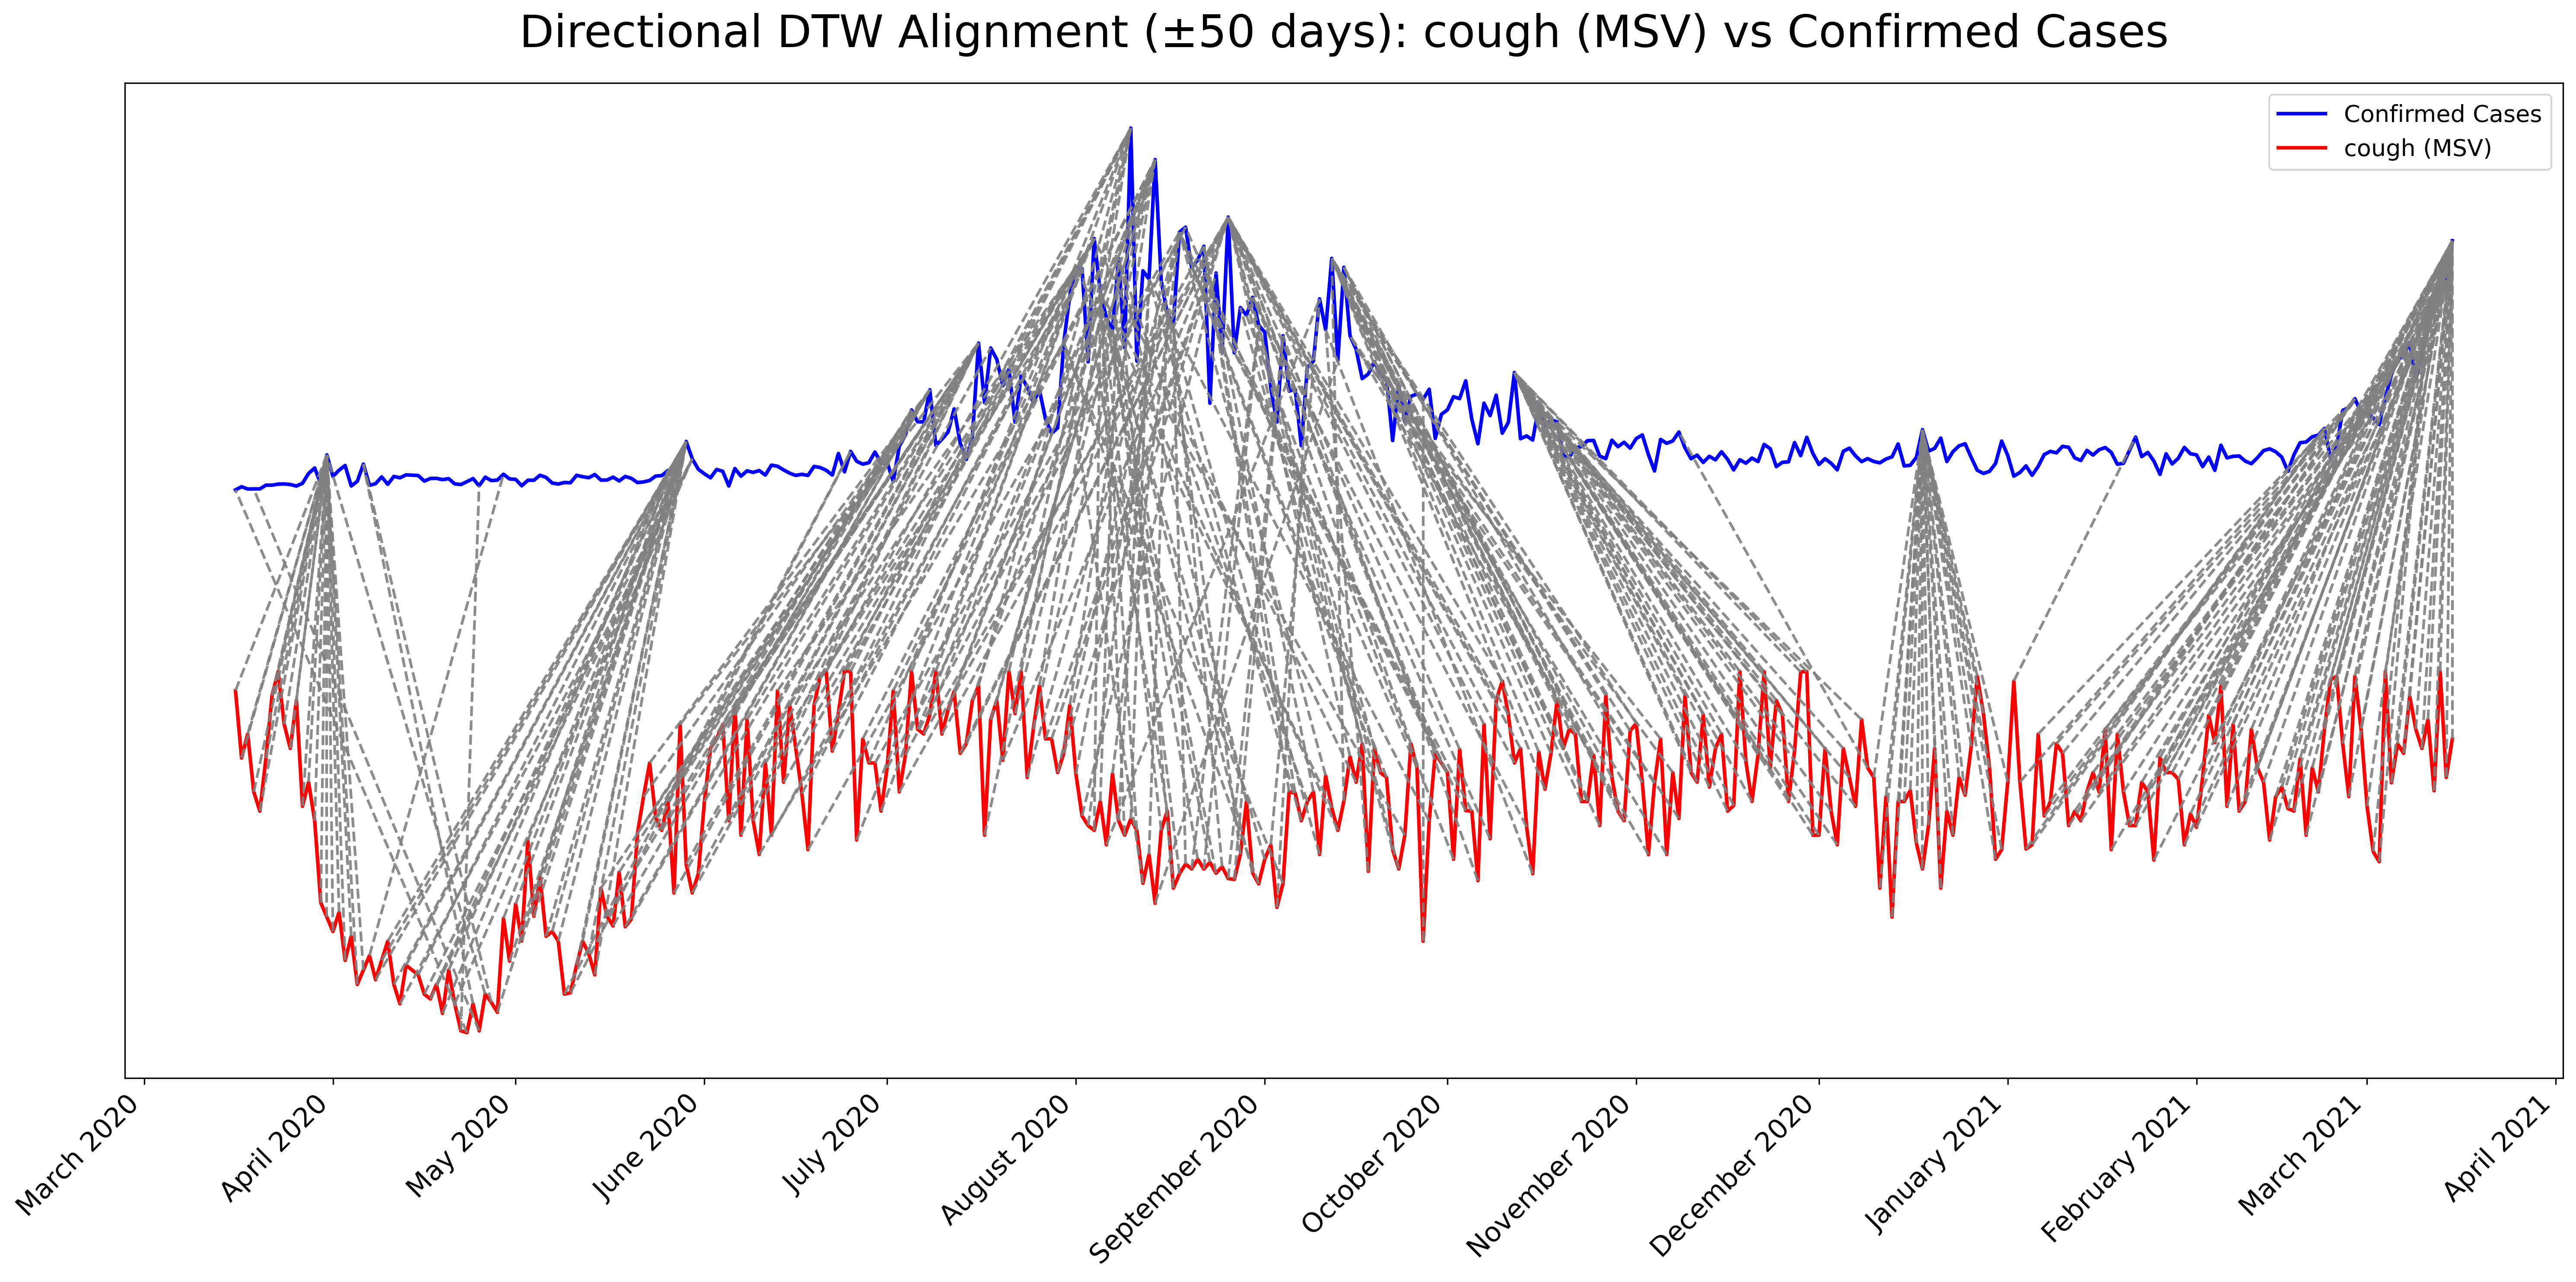 Directional DTW Alignment (±50 days): cough (MSV) vs Confirmed Cases
Confirmed Cases
cough (MSV)
March 2020
April 2020
May 2020
June 2020
July 2020
August 2020
September 2020
October 2020
November 2020
December 2020
January 2021
February 2021
March 2021
April 2021